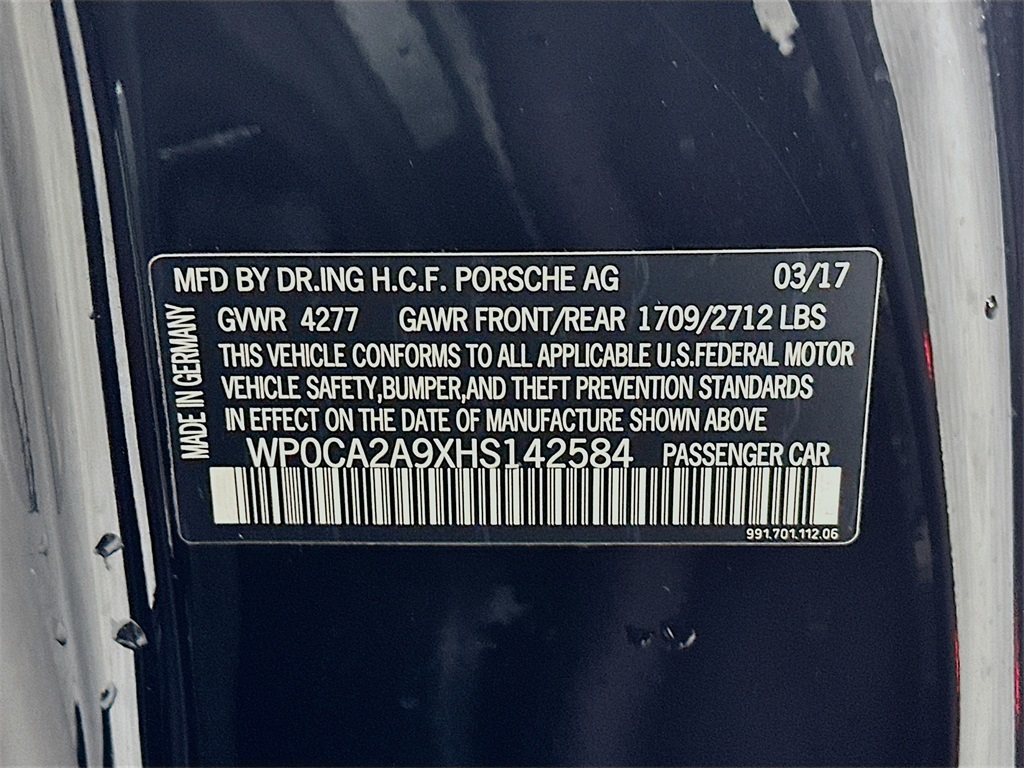 MFD BY DR.ING H.C.F. PORSCHE AG 03/17
GVWR 4277 GAWR FRONT/REAR 1709/2712 LBS
THIS VEHICLE CONFORMS TO ALL APPLICABLE U.S.FEDERAL MOTOR
VEHICLE SAFETY,BUMPER,AND THEFT PREVENTION STANDARDS
IN EFFECT ON THE DATE OF MANUFACTURE SHOWN ABOVE
WP0CA2A9XHS142584 PASSENGER CAR
991.701.112.06
MADE IN GERMANY